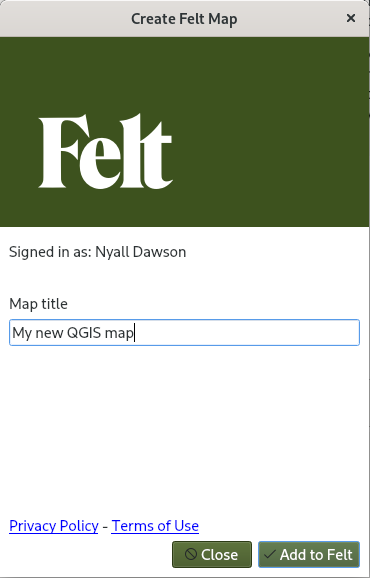 Create Felt Map
Felt
Signed in as: Nyall Dawson
Map title
My new QGIS map
Privacy Policy - Terms of Use
Close
Add to Felt